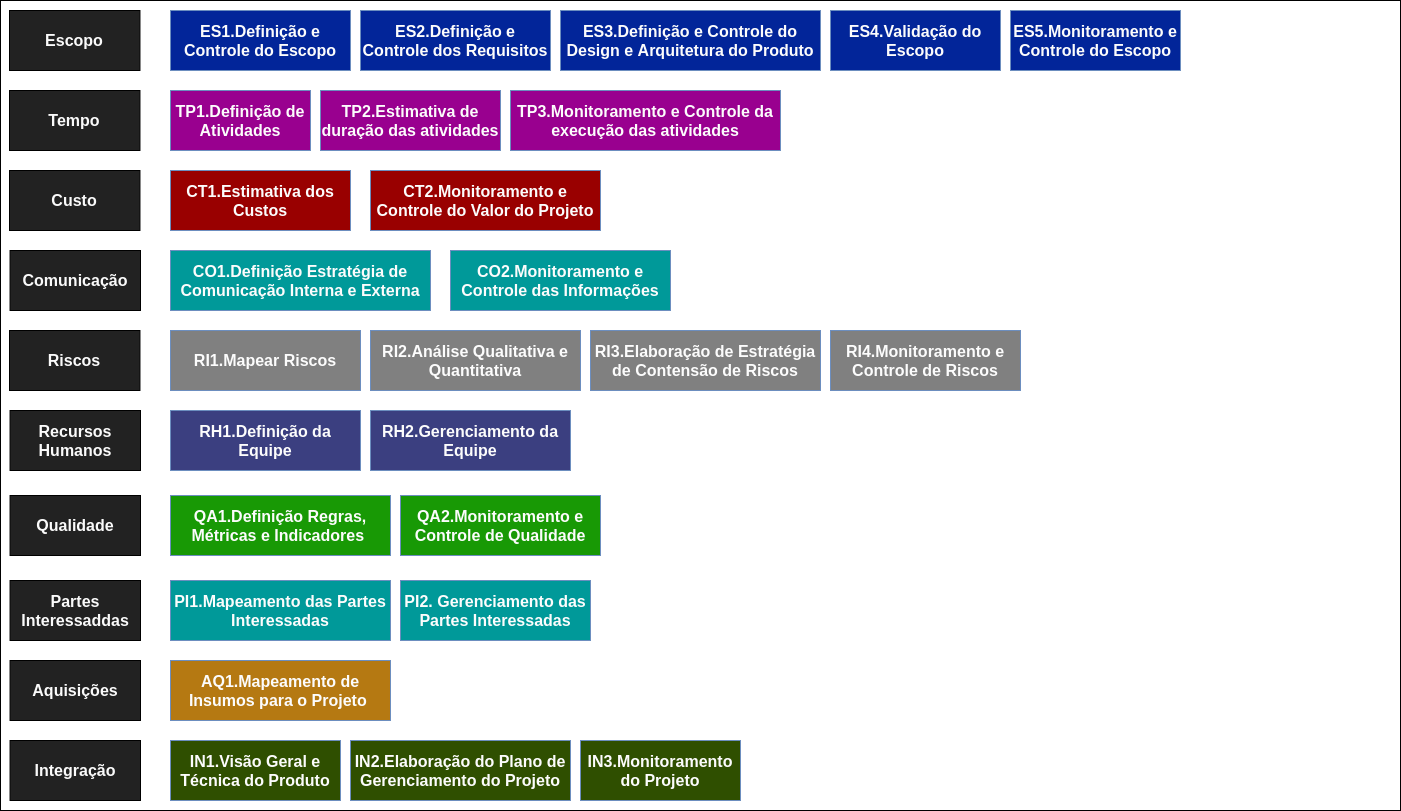 Escopo
ES1.Definição e
Controle do Escopo
ES2.Definição e
Controle dos Requisitos
ES3.Definição e Controle do
Design e Arquitetura do Produto
ES4.Validação do
Escopo
ES5.Monitoramento e
Controle do Escopo
Tempo
TP1.Definição de
Atividades
TP2.Estimativa de
duração das atividades
TP3.Monitoramento e Controle da
execução das atividades
Custo
CT1.Estimativa dos
Custos
CT2.Monitoramento e
Controle do Valor do Projeto
Comunicação
CO1.Definição Estratégia de
Comunicação Interna e Externa
CO2.Monitoramento e
Controle das Informações
Riscos
RI1.Mapear Riscos
RI2.Análise Qualitativa e
Quantitativa
RI3.Elaboração de Estratégia
de Contensão de Riscos
RI4.Monitoramento e
Controle de Riscos
Recursos
Humanos
RH1.Definição da
Equipe
RH2.Gerenciamento da
Equipe
Qualidade
QA1.Definição Regras,
Métricas e Indicadores
QA2.Monitoramento e
Controle de Qualidade
Partes
Interessaddas
PI1.Mapeamento das Partes
Interessadas
PI2. Gerenciamento das
Partes Interessadas
Aquisições
AQ1.Mapeamento de
Insumos para o Projeto
Integração
IN1.Visão Geral e
Técnica do Produto
IN2.Elaboração do Plano de
Gerenciamento do Projeto
IN3.Monitoramento
do Projeto